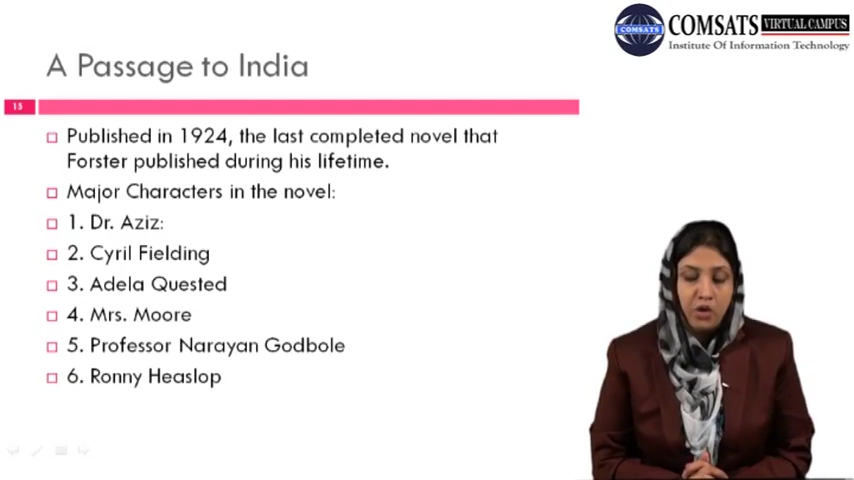 COMSATS VIRTUAL CAMPUS
COMSATS
Institute Of Information Technology
A Passage to India
15
Published in 1924, the last completed novel that
Forster published during his lifetime.
Major Characters in the novel:
1. Dr. Aziz:
2. Cyril Fielding
3. Adela Quested
4. Mrs. Moore
5. Professor Narayan Godbole
6. Ronny Heaslop